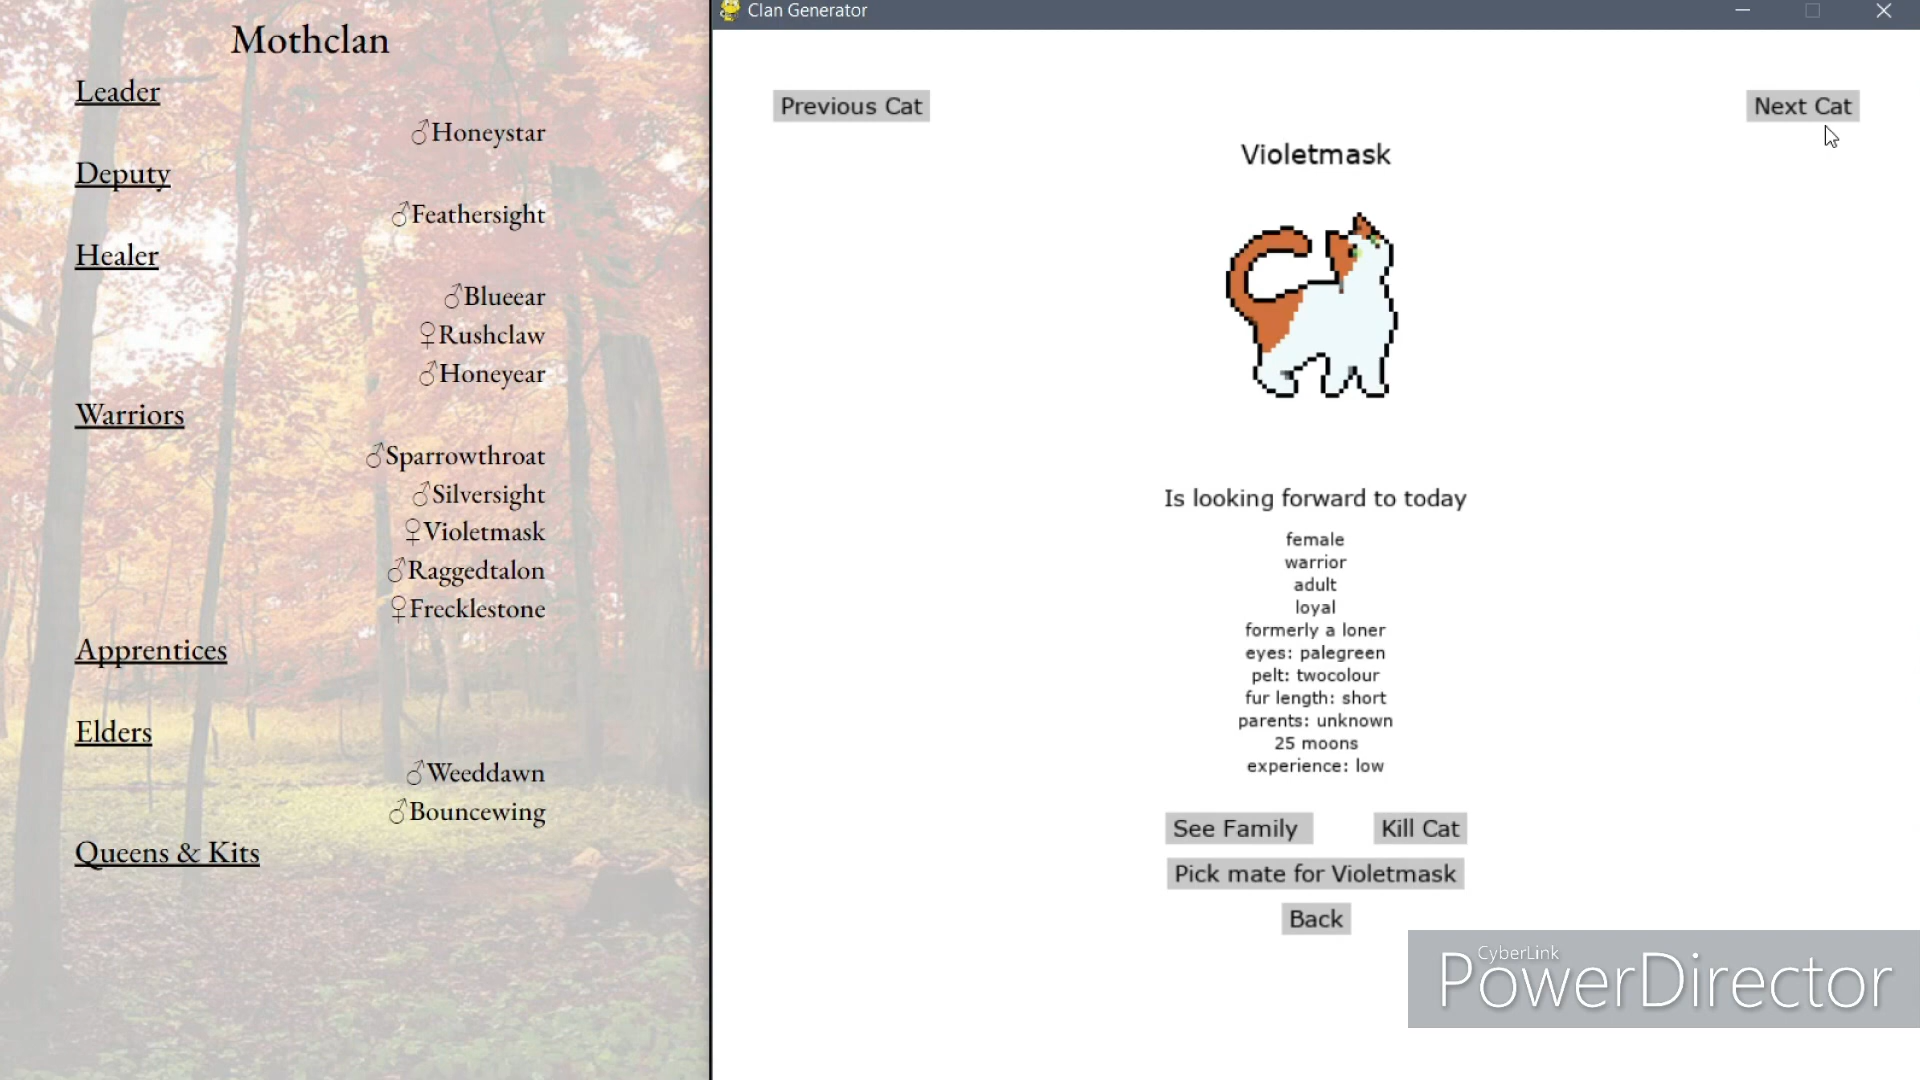 Mothclan
Leader
♂Honeystar
Deputy
♂Feathersight
Healer
♂Blueear
♀Rushclaw
♂Honeyear
Warriors
♂Sparrowthroat
♂Silversight
♀Violetmask
♂Raggedtalon
♀Frecklestone
Apprentices
Elders
♂Weeddawn
♂Bouncewing
Queens & Kits
Clan Generator
Previous Cat
Next Cat
Violetmask
Is looking forward to today
female
warrior
adult
loyal
formerly a loner
eyes: palegreen
pelt: twocolour
fur length: short
parents: unknown
25 moons
experience: low
See Family
Kill Cat
Pick mate for Violetmask
Back
CyberLink
PowerDirector